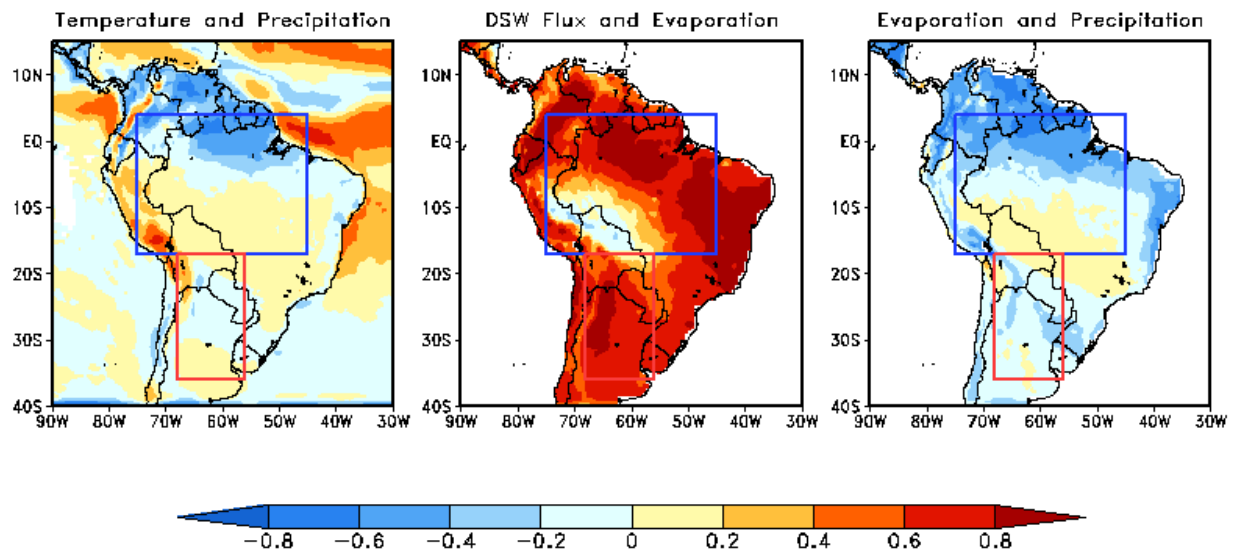 Temperature and Precipitation
DSW Flux and Evaporation
Evaporation and Precipitation
10N
EQ
10S
20S
30S
40S
90W 80W 70W 60W 50W 40W 30W
10N
EQ
10S
20S
30S
40S
90W 80W 70W 60W 50W 40W 30W
10N
EQ
10S
20S
30S
40S
90W 80W 70W 60W 50W 40W 30W
−0.8 −0.6 −0.4 −0.2 0 0.2 0.4 0.6 0.8